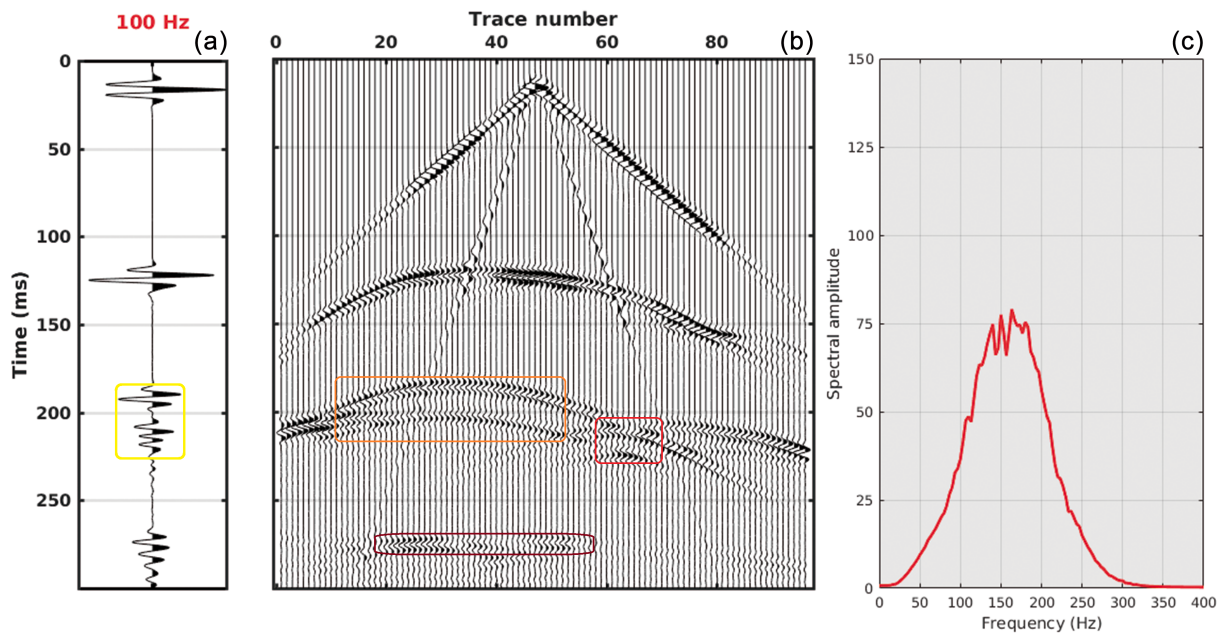 Trace number
100 Hz (a) (b) (c)
0 20 40 60 80
0
50
100
150
200
250
Time (ms)
150
125
100
75
50
25
0
Spectral amplitude
0 50 100 150 200 250 300 350 400
Frequency (Hz)